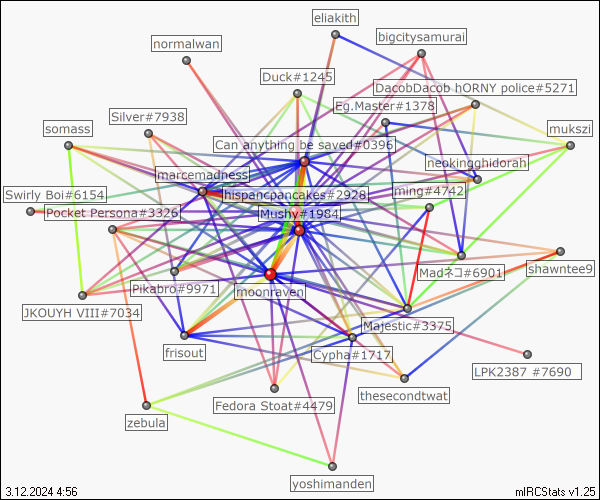 eliakith
normalwan
bigcitysamurai
Duck#1245
DacobDacob hORNY police#5271
Eg.Master#1378
Silver#7938
somass
mukszi
Can anything be saved#0396
neokingghidorah
marcemadness
hispancpancakes#2928
ming#4742
Swirly Boi#6154
Pocket Persona#3326
Mushy#1984
Madネコ#6901
shawntee9
Pikabro#9971
moonraven
JKOUYH VIII#7034
Majestic#3375
frisout
Cypha#1717
LPK2387 #7690
thesecondtwat
Fedora Stoat#4479
zebula
yoshimanden
3.12.2024 4:56
mIRCStats v1.25